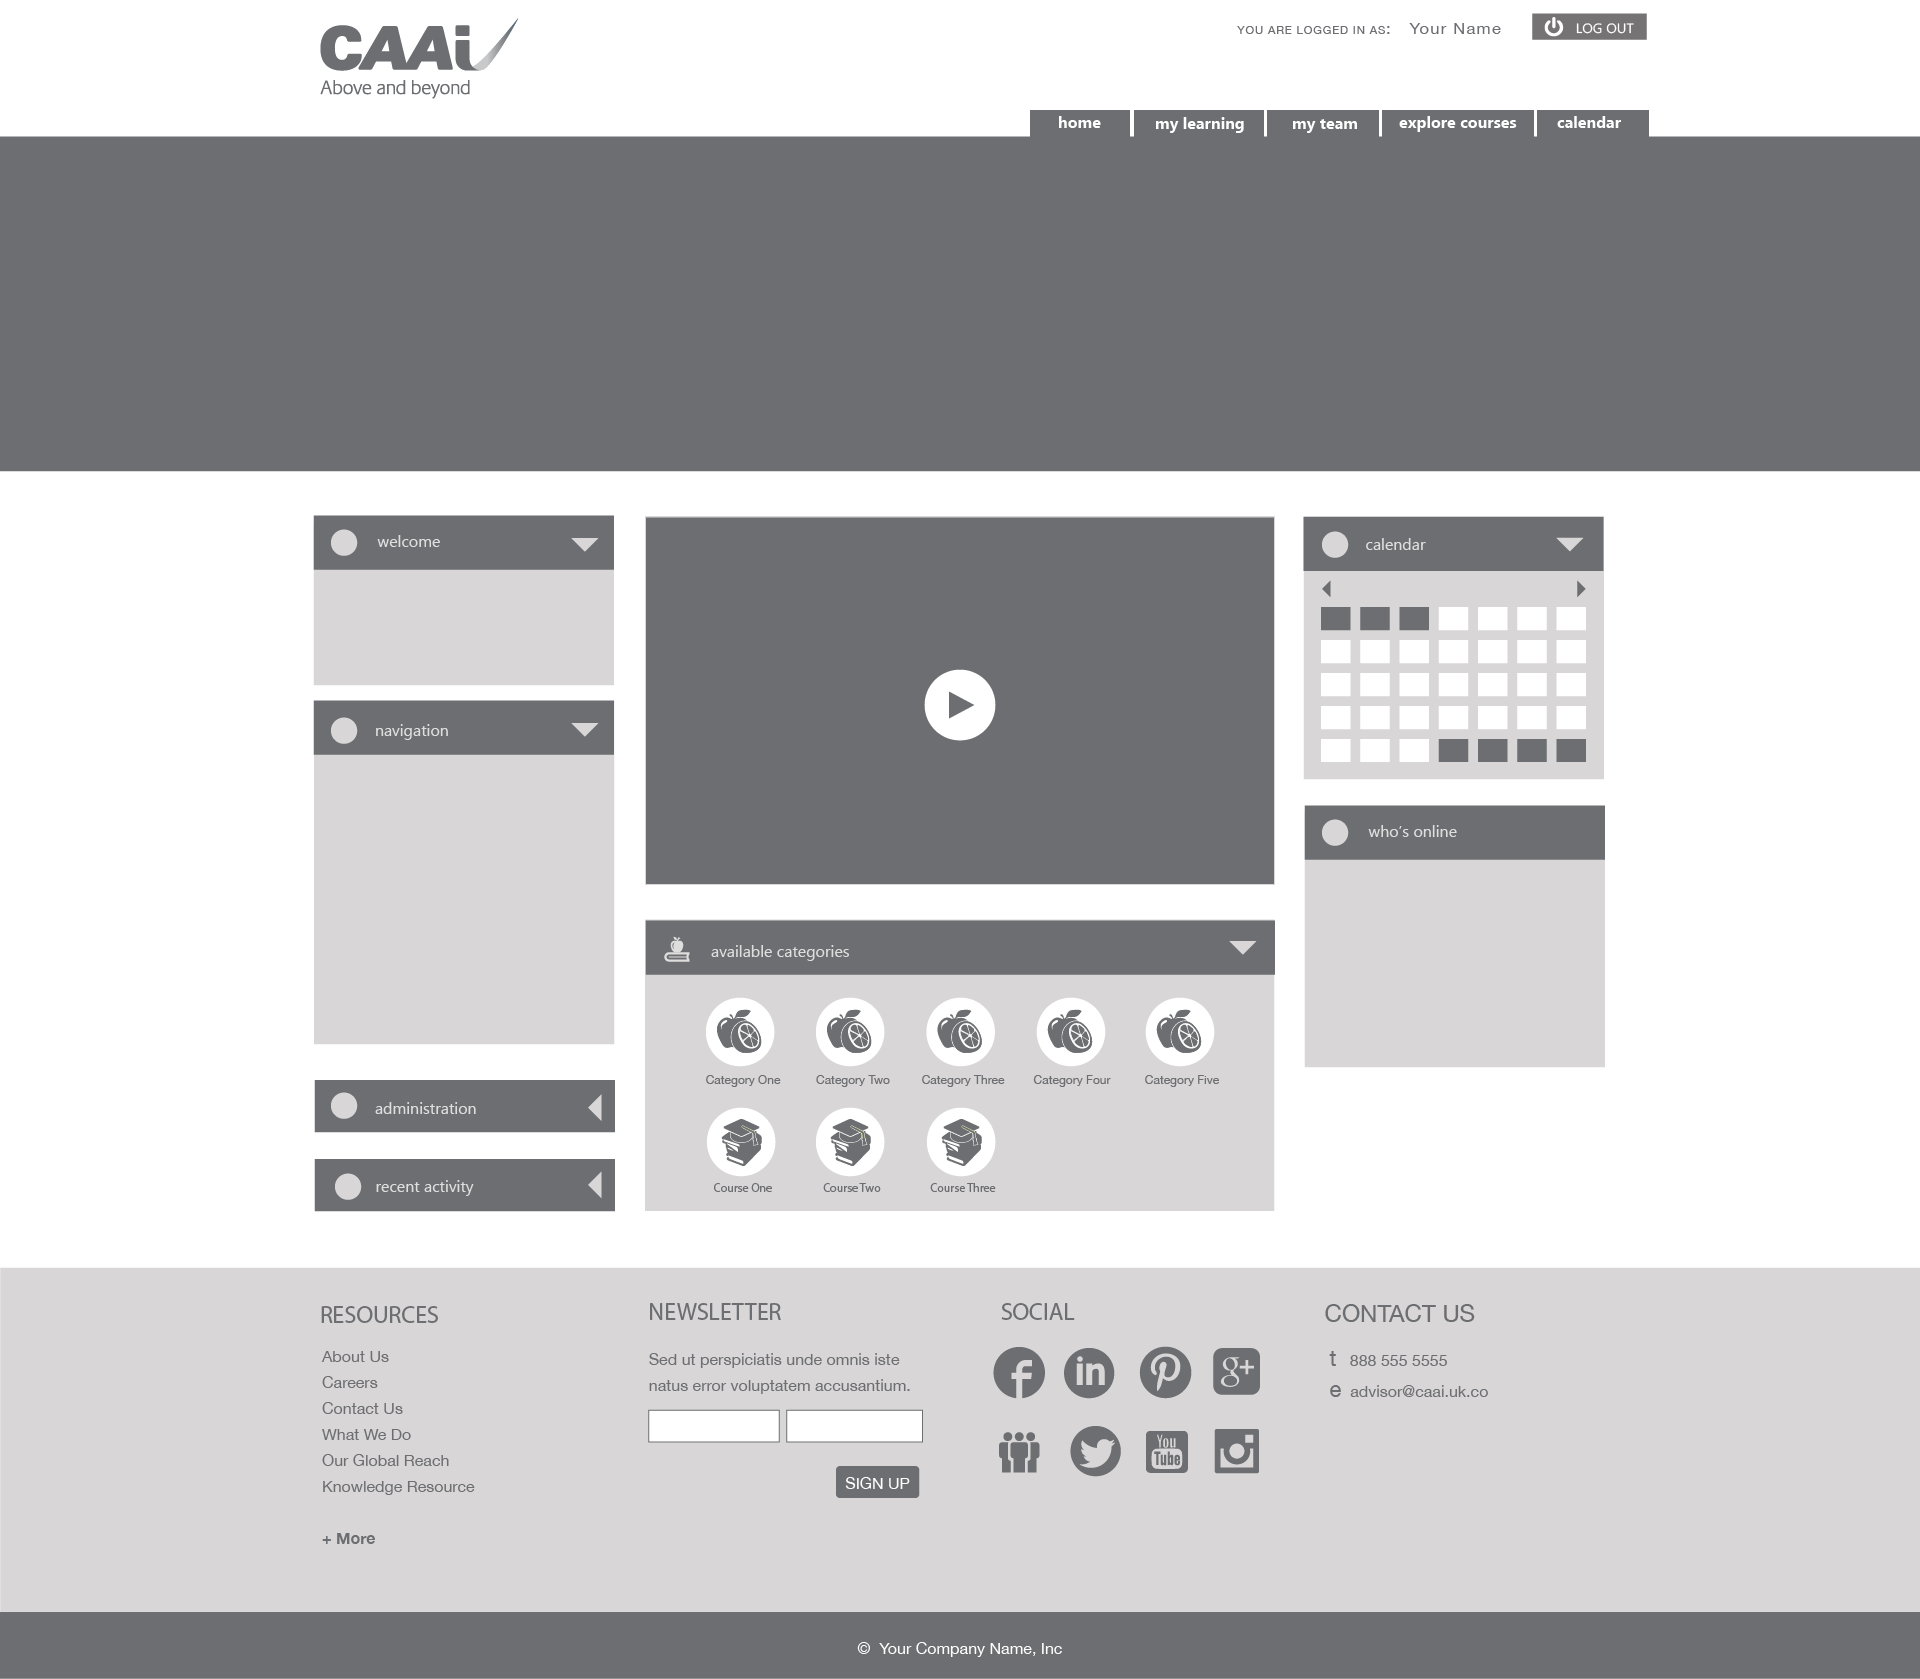 CAAi
Above and beyond
YOU ARE LOGGED IN AS: Your Name
LOG OUT
home
my learning
my team
explore courses
calendar
welcome
navigation
administration
recent activity
available categories
Category One
Category Two
Category Three
Category Four
Category Five
Course One
Course Two
Course Three
calendar
who's online
RESOURCES
About Us
Careers
Contact Us
What We Do
Our Global Reach
Knowledge Resource
+ More
NEWSLETTER
Sed ut perspiciatis unde omnis iste
natus error voluptatem accusantium.
SIGN UP
SOCIAL
f
in
P
g+
You
Tube
CONTACT US
t 888 555 5555
e advisor@caai.uk.co
© Your Company Name, Inc